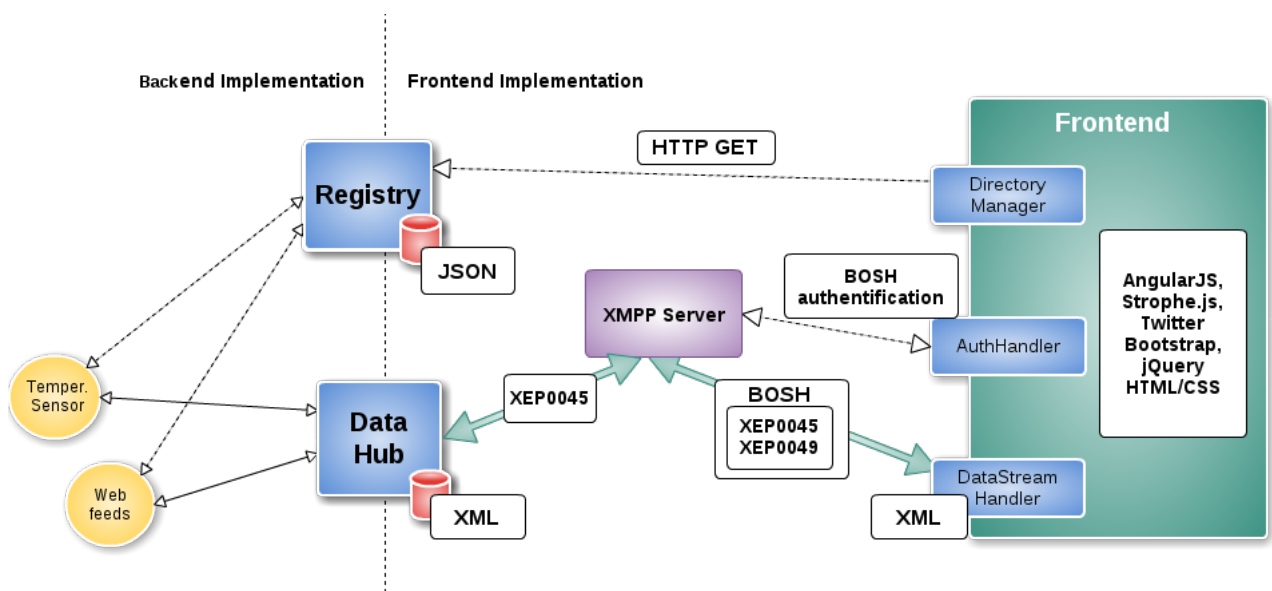 Backend Implementation
Frontend Implementation
Frontend
HTTP GET
Directory
Manager
Registry
JSON
BOSH
authentification
AngularJS,
Strophe.js,
Twitter
Bootstrap,
jQuery
HTML/CSS
XMPP Server
AuthHandler
Temper.
Sensor
XEP0045
BOSH
XEP0045
XEP0049
Data
Hub
DataStream
Handler
Web
feeds
XML
XML